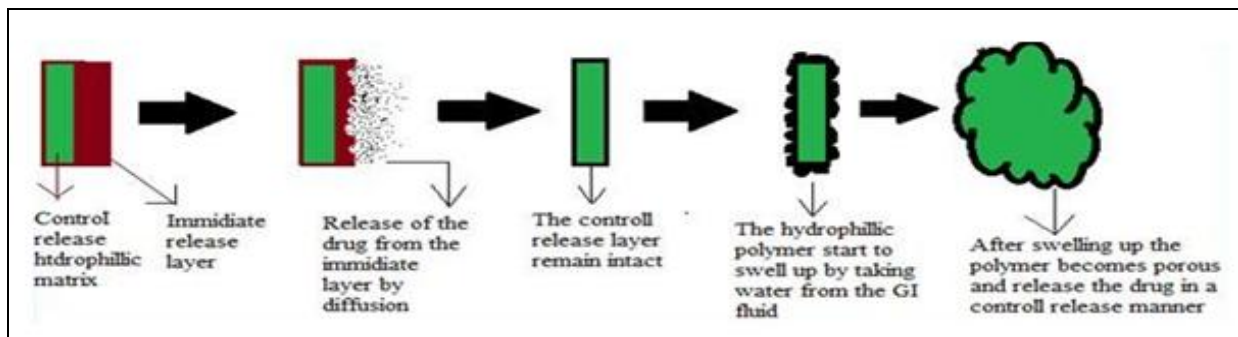 Control
release
htdrophillic
matrix
Immidiate
release
layer
Release of the
drug from the
immidiate
layer by
diffusion
The controll
release layer
remain intact
The hydrophillic
polymer start to
swell up by taking
water from the GI
fluid
After swelling up the
polymer becomes porous
and release the drug in a
controll release manner